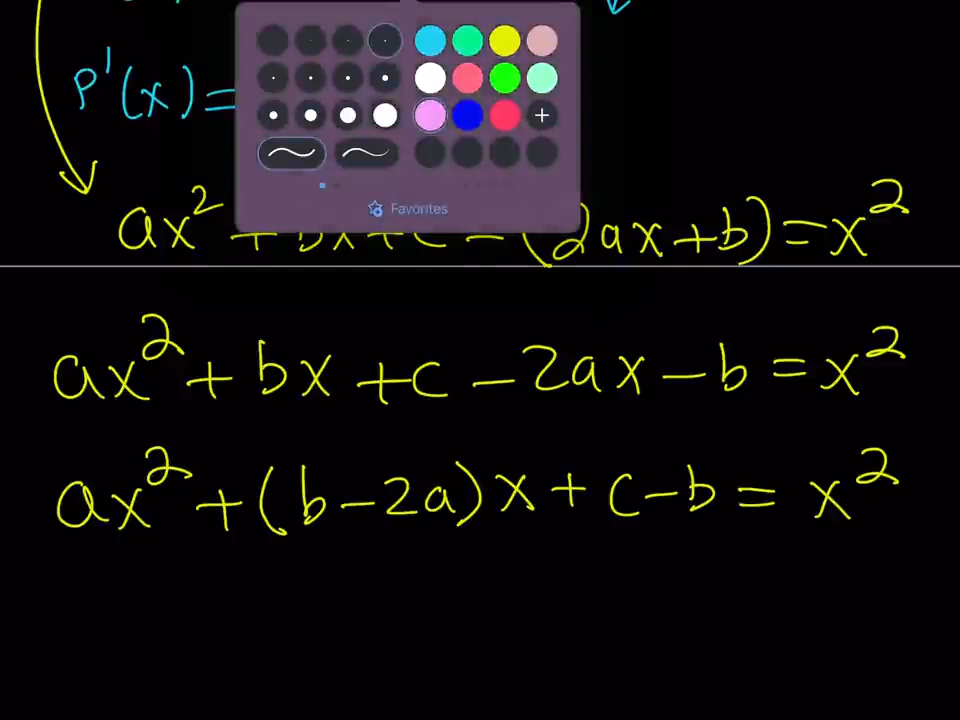 P'(x) =
Favorites
ax² + bx + c - (2ax + b) = x²
ax² + bx + c - 2ax - b = x²
ax² + (b - 2a)x + c - b = x²